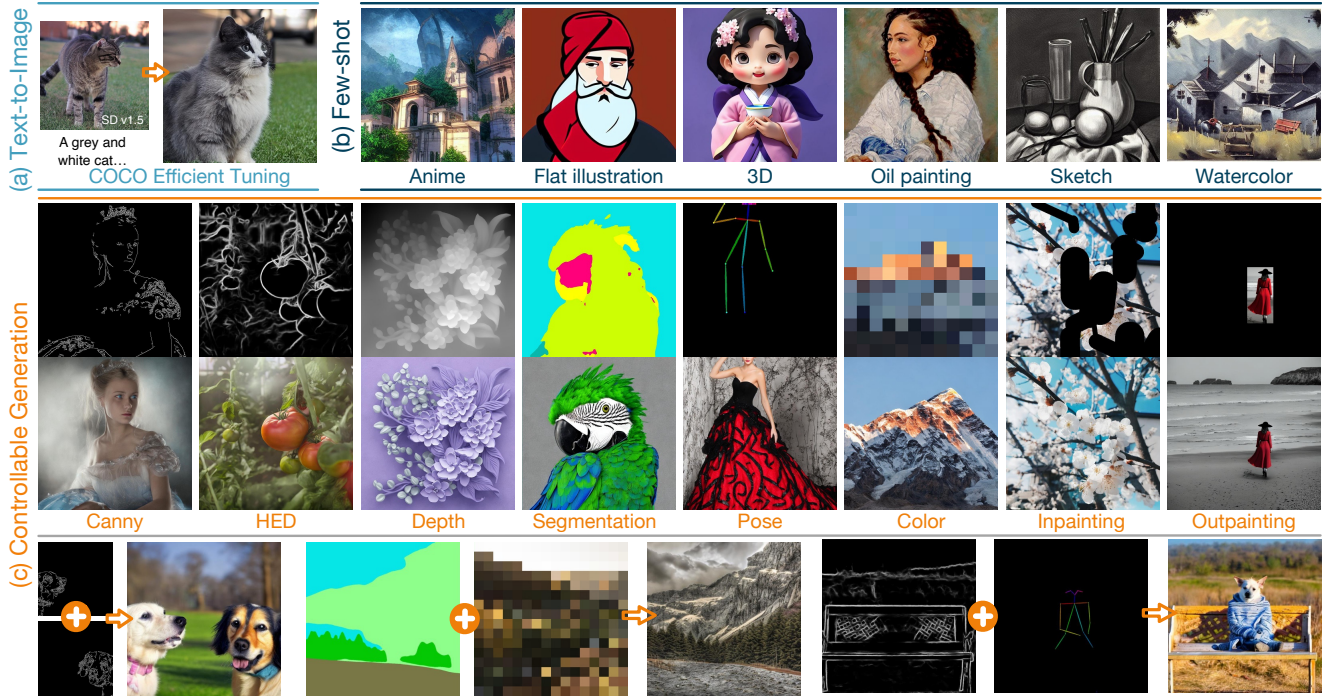 (a) Text-to-Image
SD v1.5
A grey and
white cat...
COCO Efficient Tuning
(b) Few-shot
Anime
Flat illustration
3D
Oil painting
Sketch
Watercolor
(c) Controllable Generation
Canny
HED
Depth
Segmentation
Pose
Color
Inpainting
Outpainting